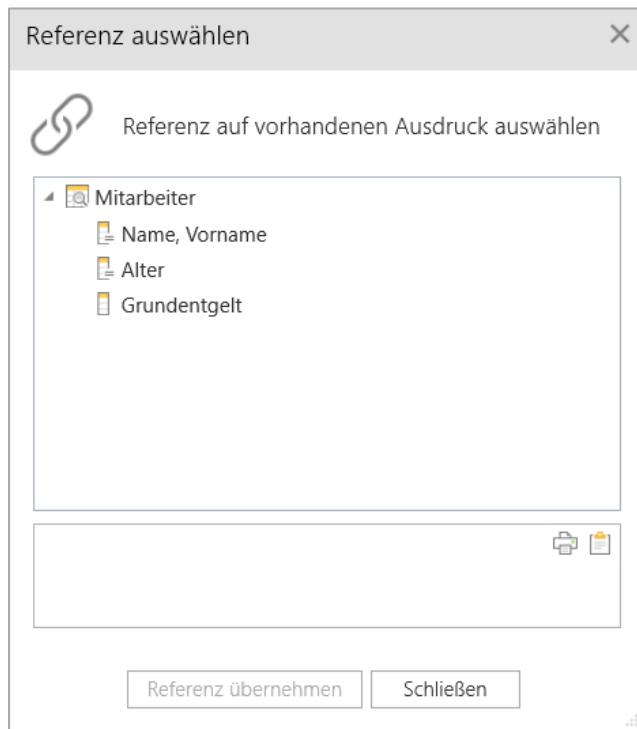 Referenz auswählen
Referenz auf vorhandenen Ausdruck auswählen
Mitarbeiter
Name, Vorname
Alter
Grundentgelt
Referenz übernehmen
Schließen